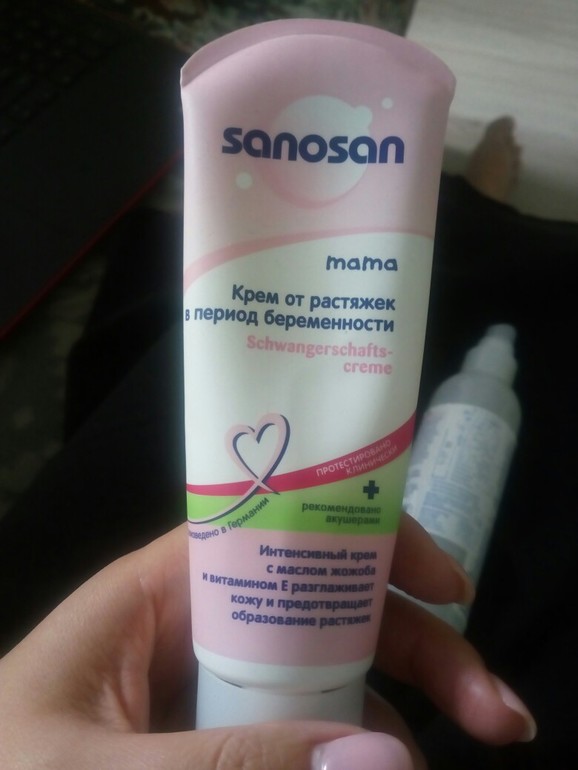 sanosan
mama
Крем от растяжек
в период беременности
Schwangerschafts-
creme
ПРОТЕСТИРОВАНО
КЛИНИЧЕСКИ
рекомендовано
акушерами
в Германии
Интенсивный крем
с маслом жожоба
и витамином Е разглаживает
кожу и предотвращает
образование растяжек